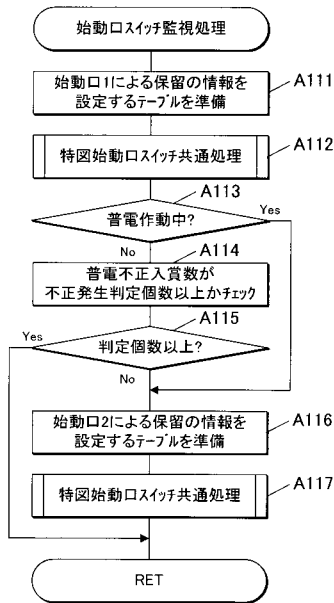 始動口スイッチ監視処理
始動口1による保留の情報を
設定するテーブルを準備
A111
特図始動口スイッチ共通処理
A112
普電作動中?
A113
Yes
No
普電不正入賞数が
不正発生判定個数以上かチェック
A114
判定個数以上?
A115
Yes
No
始動口2による保留の情報を
設定するテーブルを準備
A116
特図始動口スイッチ共通処理
A117
RET